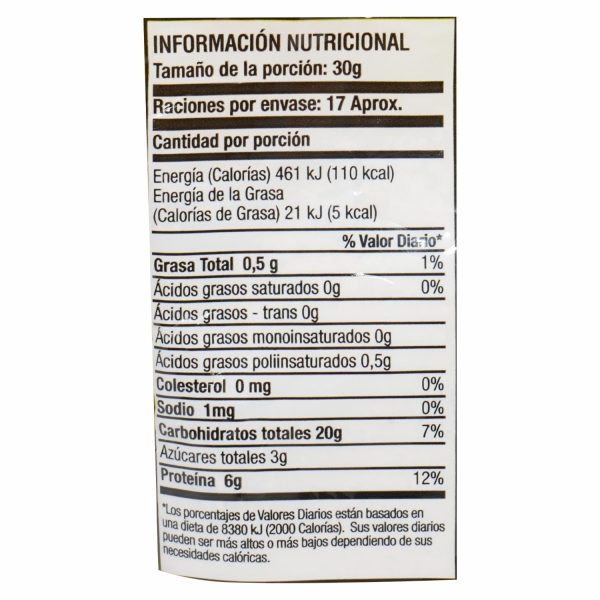 INFORMACIÓN NUTRICIONAL
Tamaño de la porción: 30g
Raciones por envase: 17 Aprox.
Cantidad por porción
Energía (Calorías) 461 kJ (110 kcal)
Energía de la Grasa
(Calorías de Grasa) 21 kJ (5 kcal)
% Valor Diario*
Grasa Total 0,5 g 1%
Ácidos grasos saturados 0g 0%
Ácidos grasos - trans 0g
Ácidos grasos monoinsaturados 0g
Ácidos grasos poliinsaturados 0,5g
Colesterol 0 mg 0%
Sodio 1mg 0%
Carbohidratos totales 20g 7%
Azúcares totales 3g
Proteína 6g 12%
*Los porcentajes de Valores Diarios están basados en
una dieta de 8380 kJ (2000 Calorías). Sus valores diarios
pueden ser más altos o más bajos dependiendo de sus
necesidades calóricas.